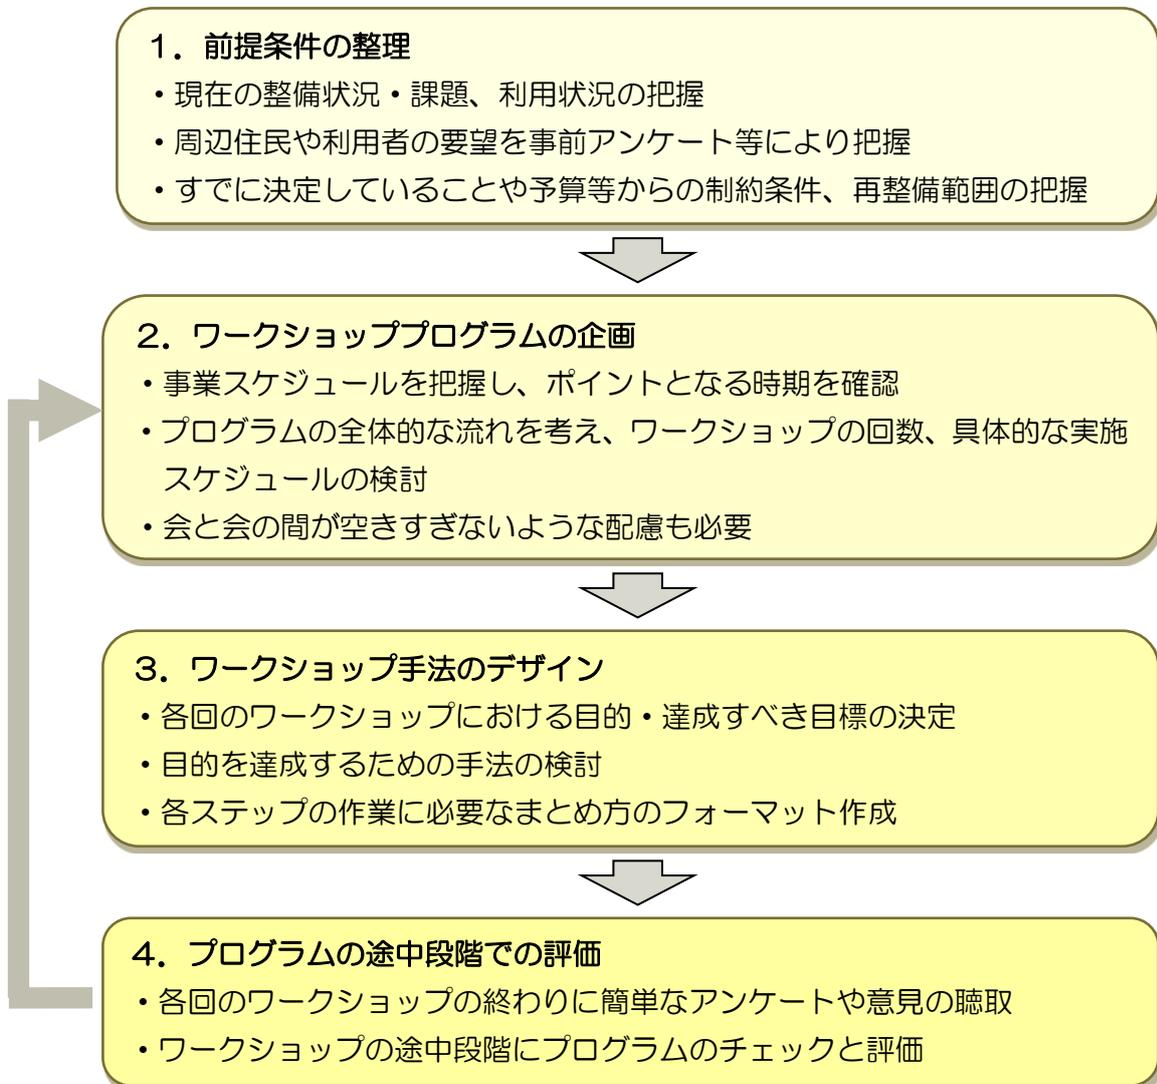 １．前提条件の整理
・現在の整備状況・課題、利用状況の把握
・周辺住民や利用者の要望を事前アンケート等により把握
・すでに決定していることや予算等からの制約条件、再整備範囲の把握
２．ワークショッププログラムの企画
・事業スケジュールを把握し、ポイントとなる時期を確認
・プログラムの全体的な流れを考え、ワークショップの回数、具体的な実施
スケジュールの検討
・会と会の間が空きすぎないような配慮も必要
３．ワークショップ手法のデザイン
・各回のワークショップにおける目的・達成すべき目標の決定
・目的を達成するための手法の検討
・各ステップの作業に必要なまとめ方のフォーマット作成
４．プログラムの途中段階での評価
・各回のワークショップの終わりに簡単なアンケートや意見の聴取
・ワークショップの途中段階にプログラムのチェックと評価